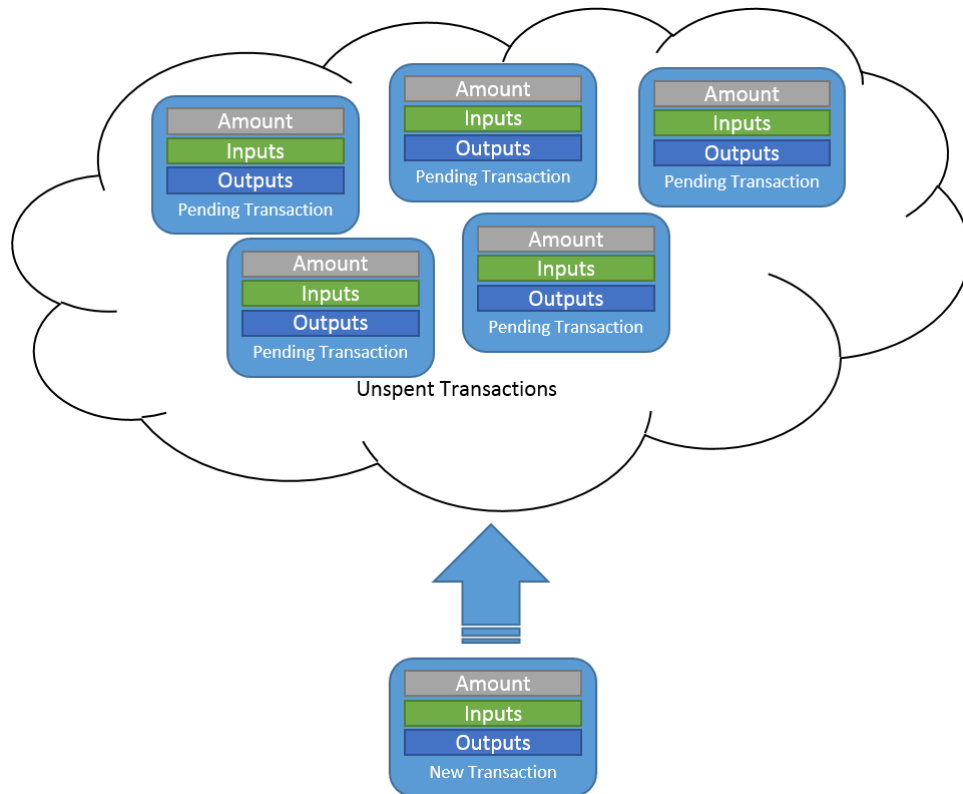 Amount
Inputs
Outputs
Pending Transaction
Amount
Inputs
Outputs
Pending Transaction
Amount
Inputs
Outputs
Pending Transaction
Amount
Inputs
Outputs
Pending Transaction
Amount
Inputs
Outputs
Pending Transaction
Unspent Transactions
Amount
Inputs
Outputs
New Transaction